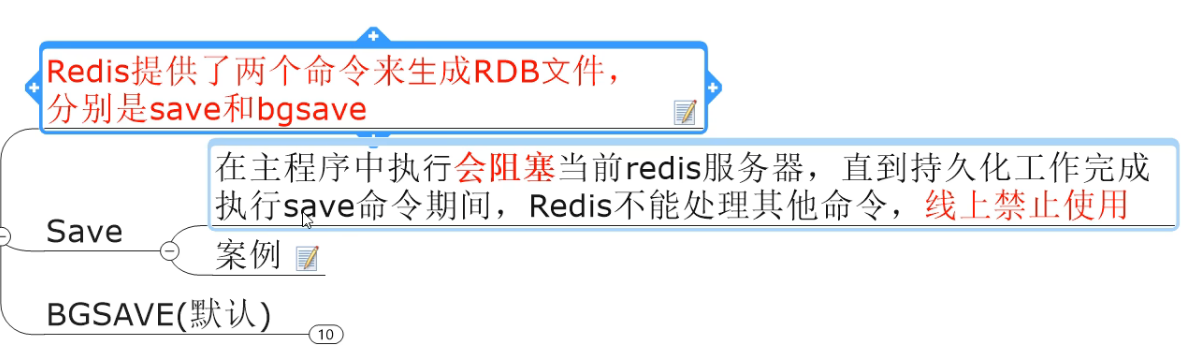 Redis提供了两个命令来生成RDB文件，
分别是save和bgsave
在主程序中执行会阻塞当前redis服务器，直到持久化工作完成
执行save命令期间，Redis不能处理其他命令，线上禁止使用
Save
案例
BGSAVE(默认)
10